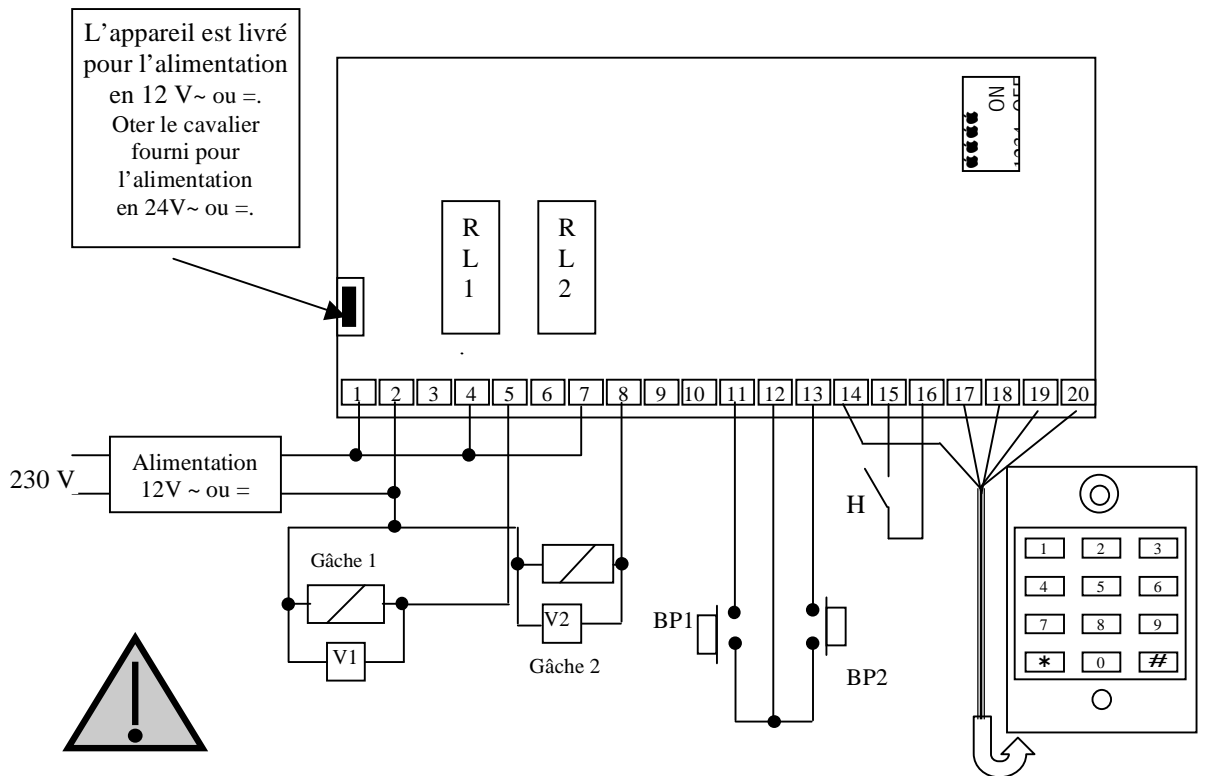 L'appareil est livré
pour l'alimentation
en 12 V~ ou =.
Oter le cavalier
fourni pour
l'alimentation
en 24V~ ou =.
ON
R
L
1
R
L
2
1 2 3 4 5 6 7 8 9 10 11 12 13 14 15 16 17 18 19 20
230 V
Alimentation
12V ~ ou =
H
Gâche 1
V1
V2
Gâche 2
BP1
BP2
1 2 3
4 5 6
7 8 9
* 0 #